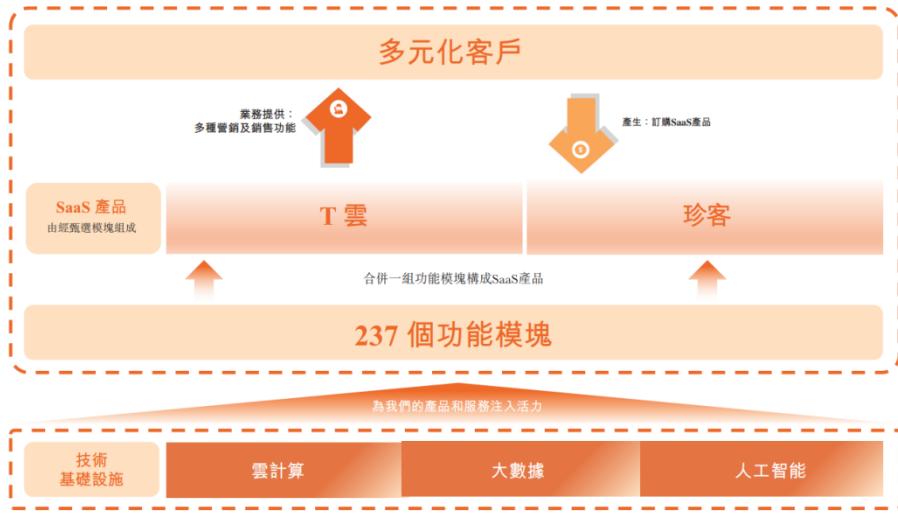 多元化客戶
業務提供：
多種營銷及銷售功能
產生：訂購SaaS產品
SaaS 產品
由經甄選模塊組成
T 雲
珍客
合併一組功能模塊構成SaaS產品
237 個功能模塊
為我們的產品和服務注入活力
技術
基礎設施
雲計算
大數據
人工智能